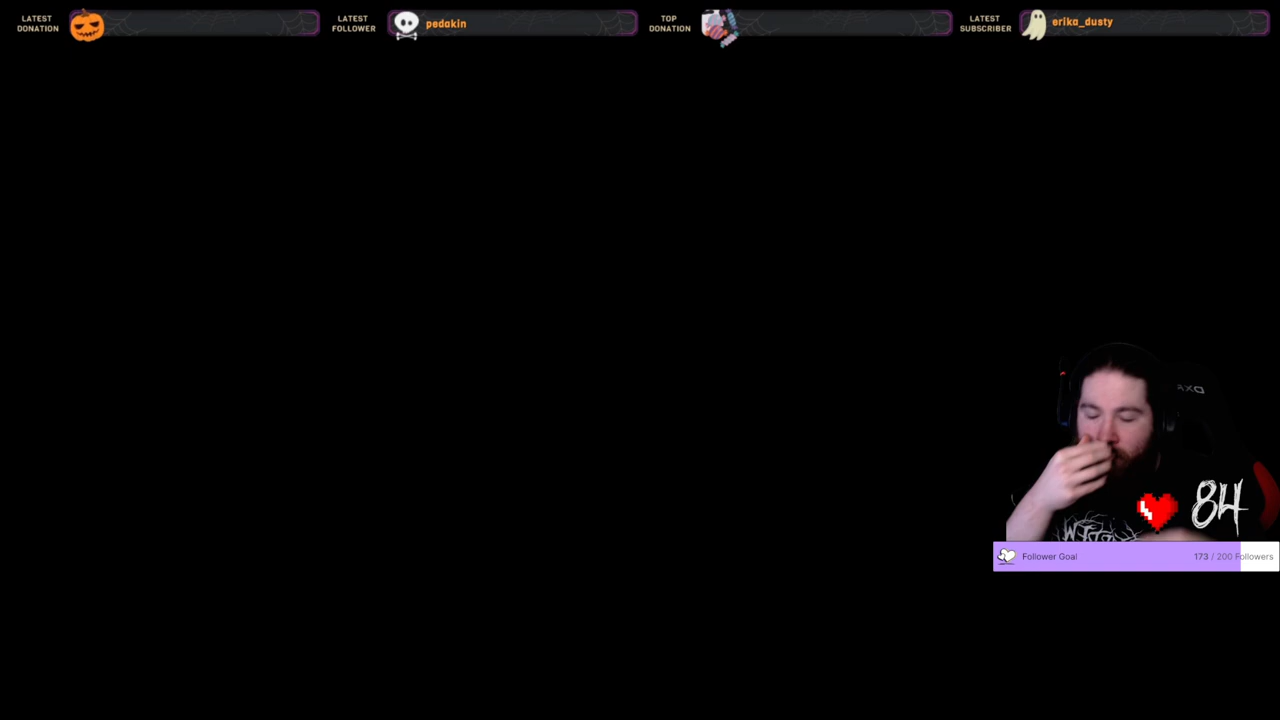 LATEST
DONATION
LATEST
FOLLOWER
pedakin
TOP
DONATION
LATEST
SUBSCRIBER
erika_dusty
84
Follower Goal
173 / 200 Followers